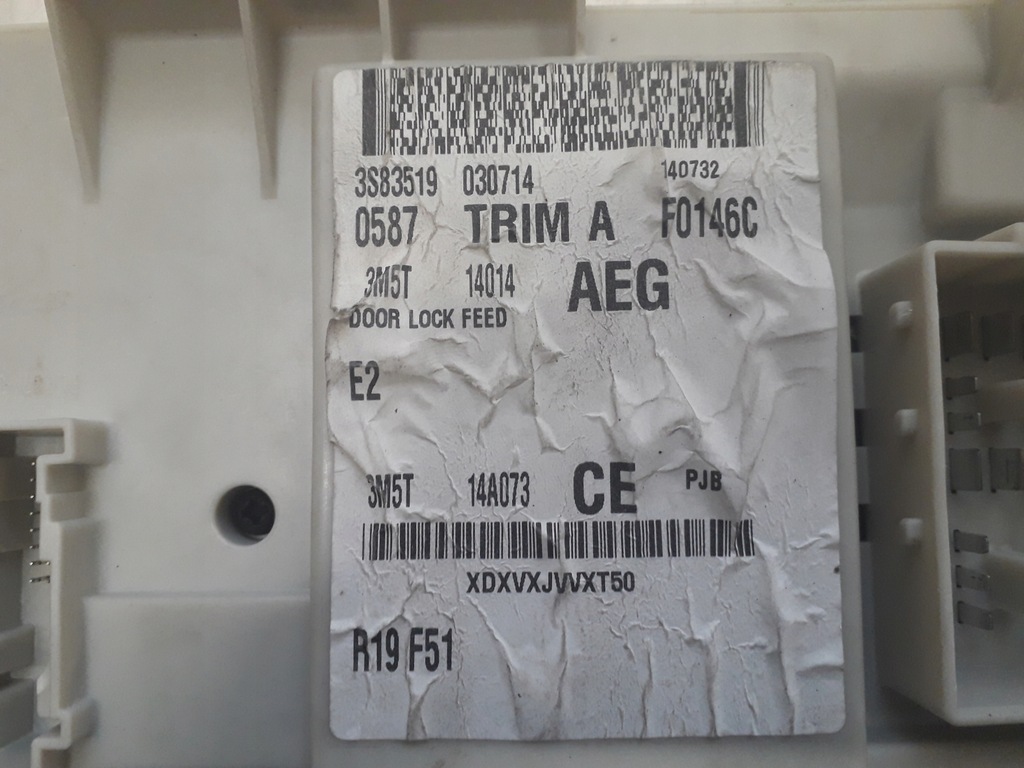 3S83519 030714 140732
0587 TRIM A F0146C
3M5T 14014 AEG
DOOR LOCK FEED
E2
3M5T 14A073 CE PJB
XDXVXJVVXT50
R19 F51